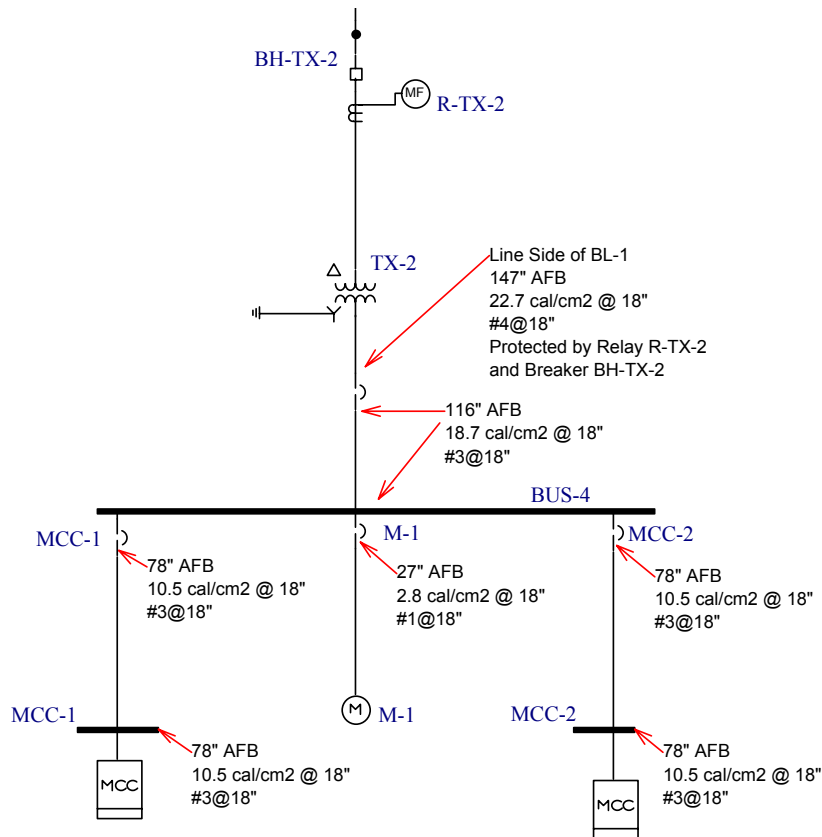 BH-TX-2
MF
R-TX-2
TX-2
Line Side of BL-1
147" AFB
22.7 cal/cm2 @ 18"
#4@18"
Protected by Relay R-TX-2
and Breaker BH-TX-2
116" AFB
18.7 cal/cm2 @ 18"
#3@18"
BUS-4
MCC-1
M-1
MCC-2
78" AFB
10.5 cal/cm2 @ 18"
#3@18"
27" AFB
2.8 cal/cm2 @ 18"
#1@18"
78" AFB
10.5 cal/cm2 @ 18"
#3@18"
MCC-1
M
M-1
MCC-2
78" AFB
10.5 cal/cm2 @ 18"
#3@18"
78" AFB
10.5 cal/cm2 @ 18"
#3@18"
MCC
MCC